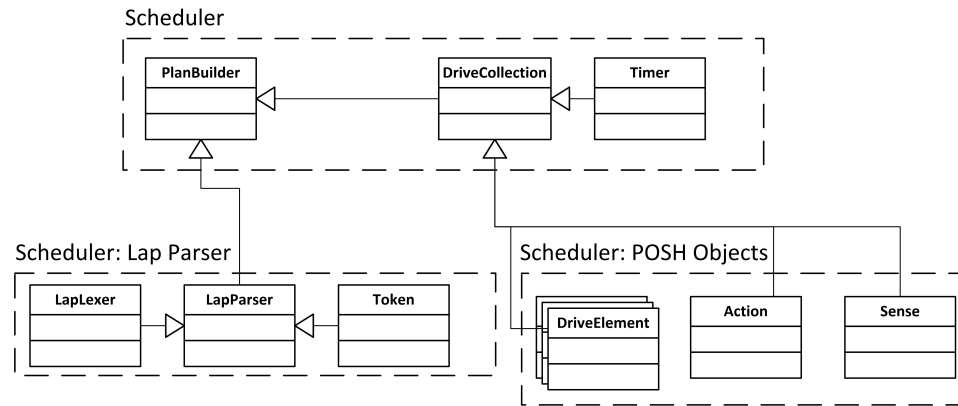 Scheduler
PlanBuilder
DriveCollection
Timer
Scheduler: Lap Parser
Scheduler: POSH Objects
LapLexer
LapParser
Token
DriveElement
Action
Sense